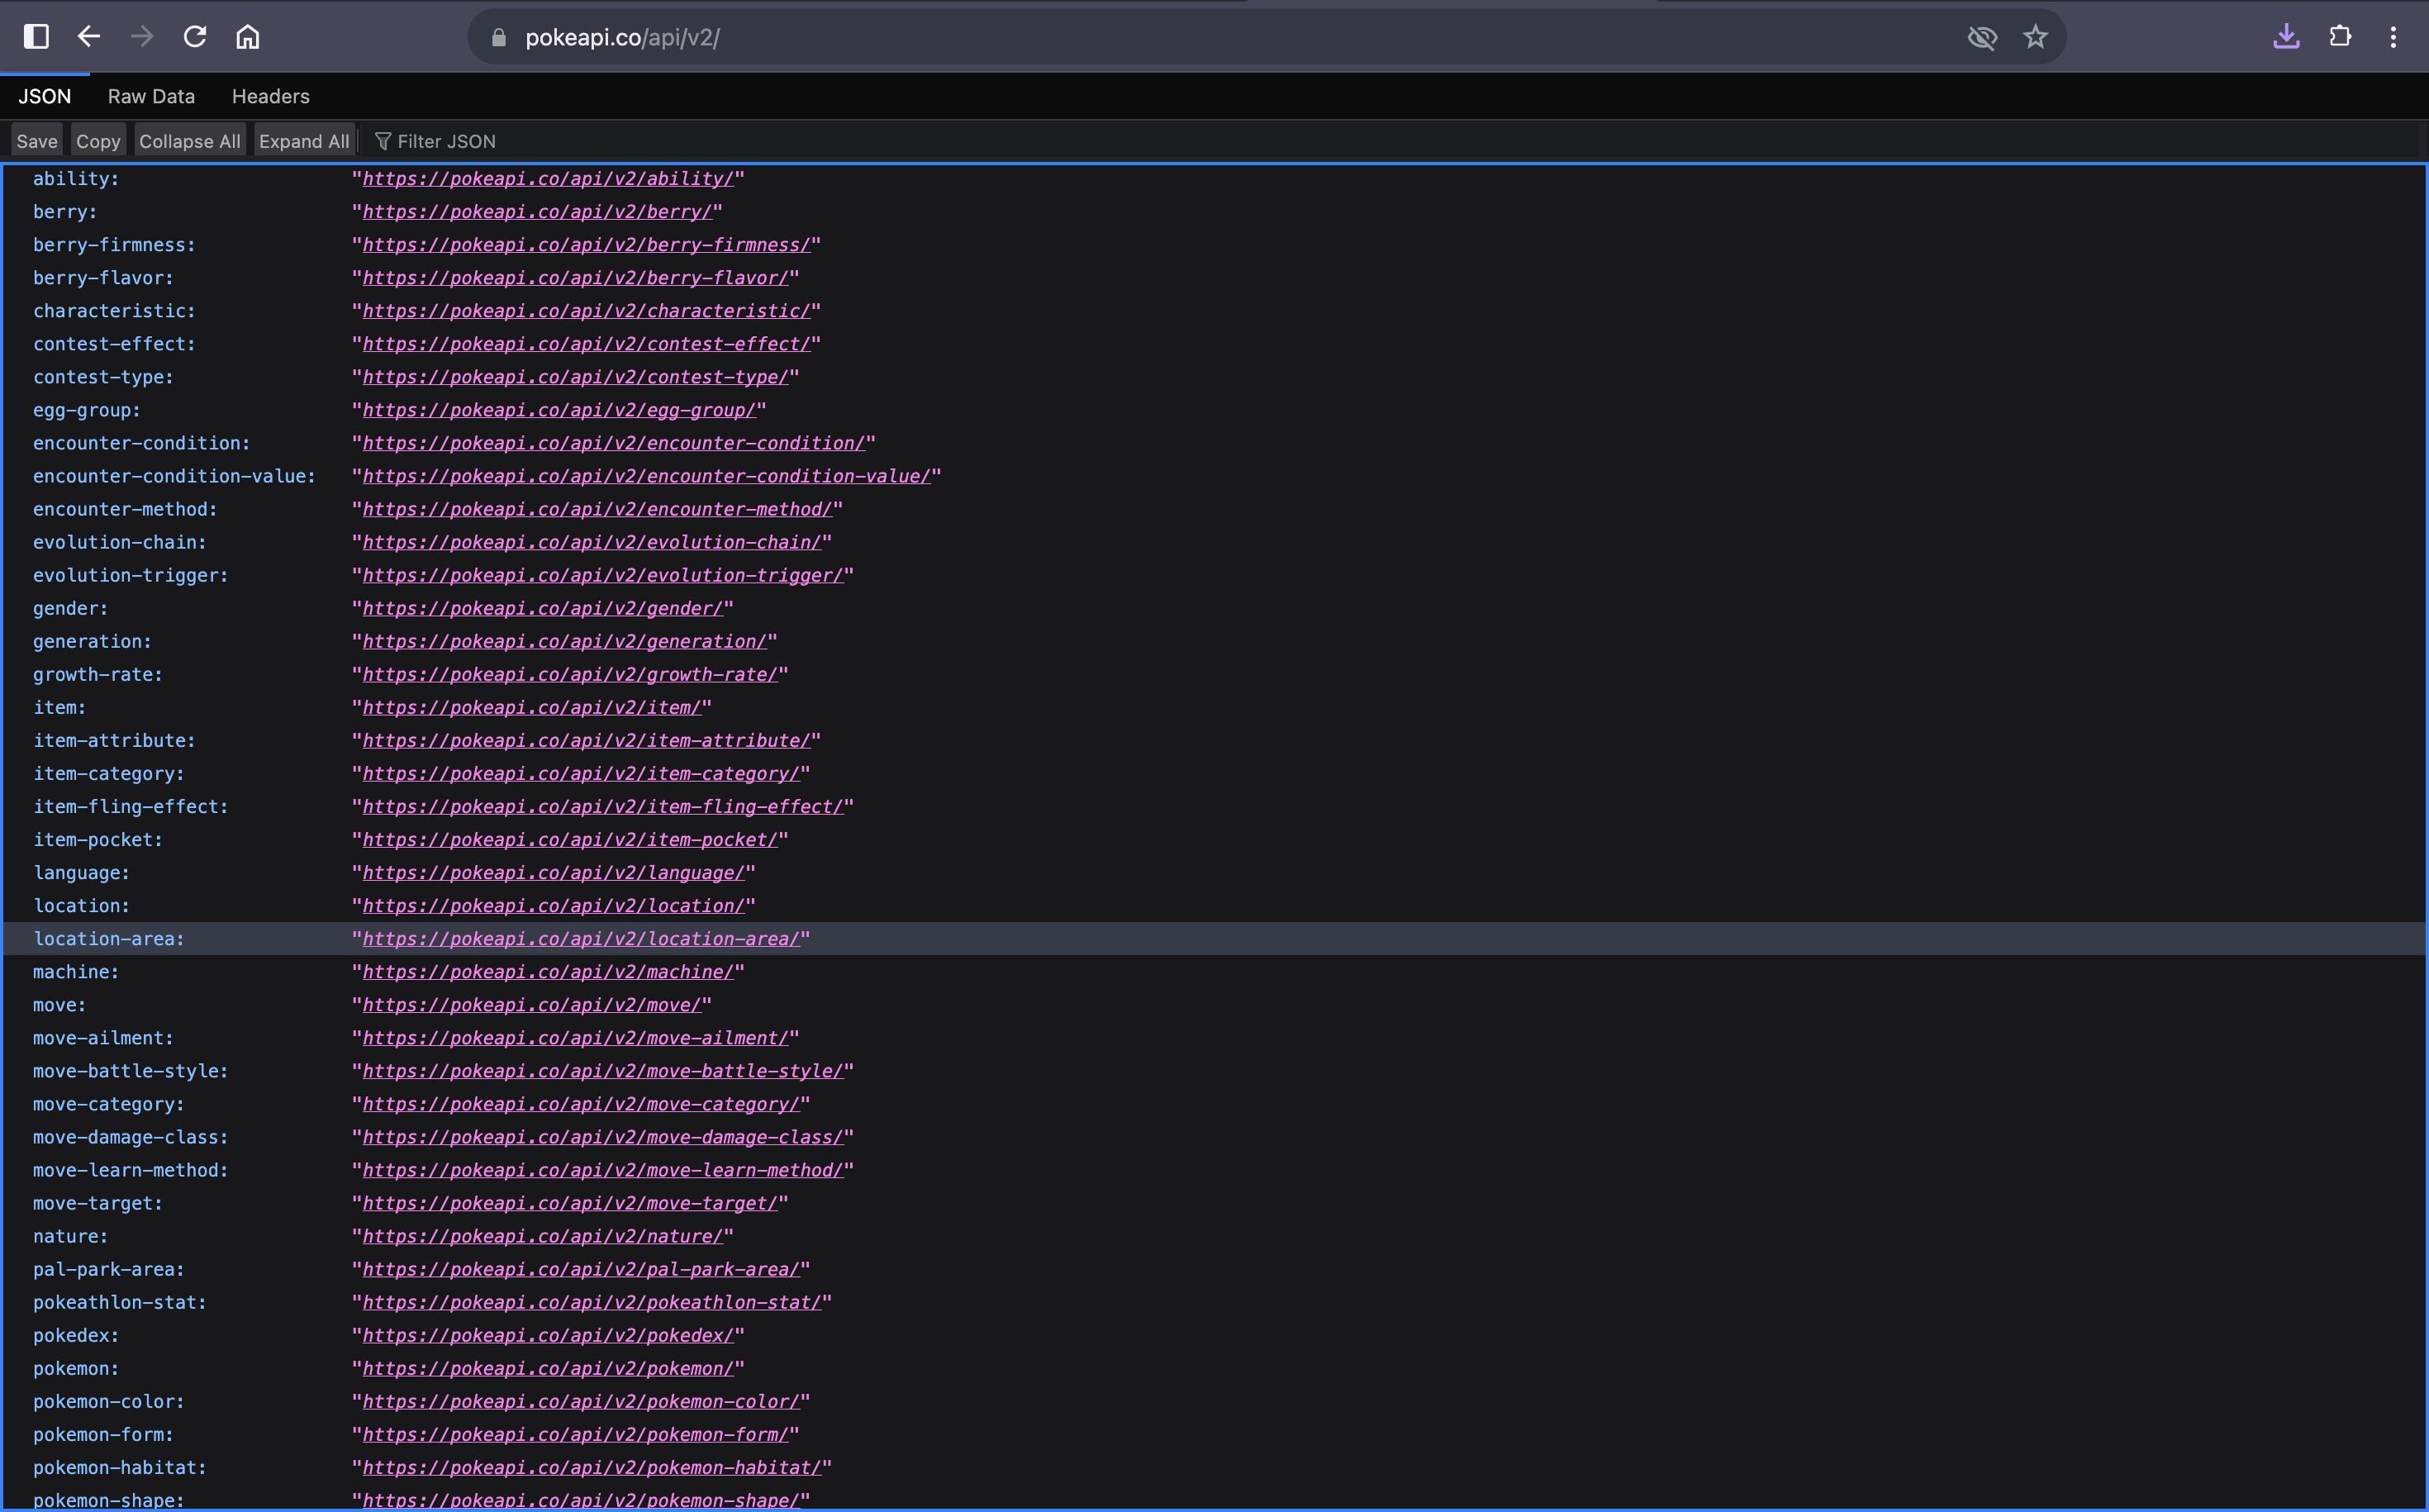 pokeapi.co/api/v2/
JSON Raw Data Headers
Save Copy Collapse All Expand All Filter JSON
ability: "https://pokeapi.co/api/v2/ability/"
berry: "https://pokeapi.co/api/v2/berry/"
berry-firmness: "https://pokeapi.co/api/v2/berry-firmness/"
berry-flavor: "https://pokeapi.co/api/v2/berry-flavor/"
characteristic: "https://pokeapi.co/api/v2/characteristic/"
contest-effect: "https://pokeapi.co/api/v2/contest-effect/"
contest-type: "https://pokeapi.co/api/v2/contest-type/"
egg-group: "https://pokeapi.co/api/v2/egg-group/"
encounter-condition: "https://pokeapi.co/api/v2/encounter-condition/"
encounter-condition-value: "https://pokeapi.co/api/v2/encounter-condition-value/"
encounter-method: "https://pokeapi.co/api/v2/encounter-method/"
evolution-chain: "https://pokeapi.co/api/v2/evolution-chain/"
evolution-trigger: "https://pokeapi.co/api/v2/evolution-trigger/"
gender: "https://pokeapi.co/api/v2/gender/"
generation: "https://pokeapi.co/api/v2/generation/"
growth-rate: "https://pokeapi.co/api/v2/growth-rate/"
item: "https://pokeapi.co/api/v2/item/"
item-attribute: "https://pokeapi.co/api/v2/item-attribute/"
item-category: "https://pokeapi.co/api/v2/item-category/"
item-fling-effect: "https://pokeapi.co/api/v2/item-fling-effect/"
item-pocket: "https://pokeapi.co/api/v2/item-pocket/"
language: "https://pokeapi.co/api/v2/language/"
location: "https://pokeapi.co/api/v2/location/"
location-area: "https://pokeapi.co/api/v2/location-area/"
machine: "https://pokeapi.co/api/v2/machine/"
move: "https://pokeapi.co/api/v2/move/"
move-ailment: "https://pokeapi.co/api/v2/move-ailment/"
move-battle-style: "https://pokeapi.co/api/v2/move-battle-style/"
move-category: "https://pokeapi.co/api/v2/move-category/"
move-damage-class: "https://pokeapi.co/api/v2/move-damage-class/"
move-learn-method: "https://pokeapi.co/api/v2/move-learn-method/"
move-target: "https://pokeapi.co/api/v2/move-target/"
nature: "https://pokeapi.co/api/v2/nature/"
pal-park-area: "https://pokeapi.co/api/v2/pal-park-area/"
pokeathlon-stat: "https://pokeapi.co/api/v2/pokeathlon-stat/"
pokedex: "https://pokeapi.co/api/v2/pokedex/"
pokemon: "https://pokeapi.co/api/v2/pokemon/"
pokemon-color: "https://pokeapi.co/api/v2/pokemon-color/"
pokemon-form: "https://pokeapi.co/api/v2/pokemon-form/"
pokemon-habitat: "https://pokeapi.co/api/v2/pokemon-habitat/"
pokemon-shape: "https://pokeapi.co/api/v2/pokemon-shape/"